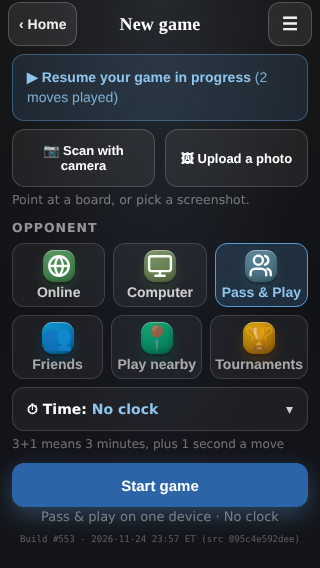 ‹ Home
New game
☰
▶ Resume your game in progress (2
moves played)
📷 Scan with
camera
🖼 Upload a photo
Point at a board, or pick a screenshot.
OPPONENT
Online
Computer
Pass & Play
Friends
Play nearby
Tournaments
⏱ Time: No clock
▼
3+1 means 3 minutes, plus 1 second a move
Start game
Pass & play on one device · No clock
Build #553 - 2026-11-24 23:57 ET (src 095c4e592dee)